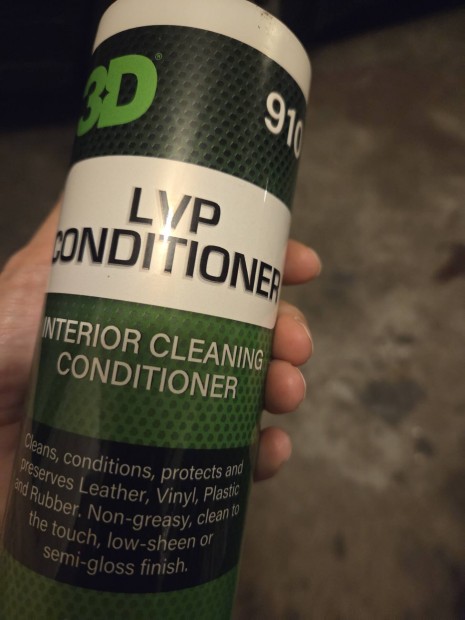 3D®
910
LVP
CONDITIONER
INTERIOR CLEANING
CONDITIONER
Cleans, conditions, protects and
preserves Leather, Vinyl, Plastic
and Rubber. Non-greasy, clean to
the touch, low-sheen or
semi-gloss finish.